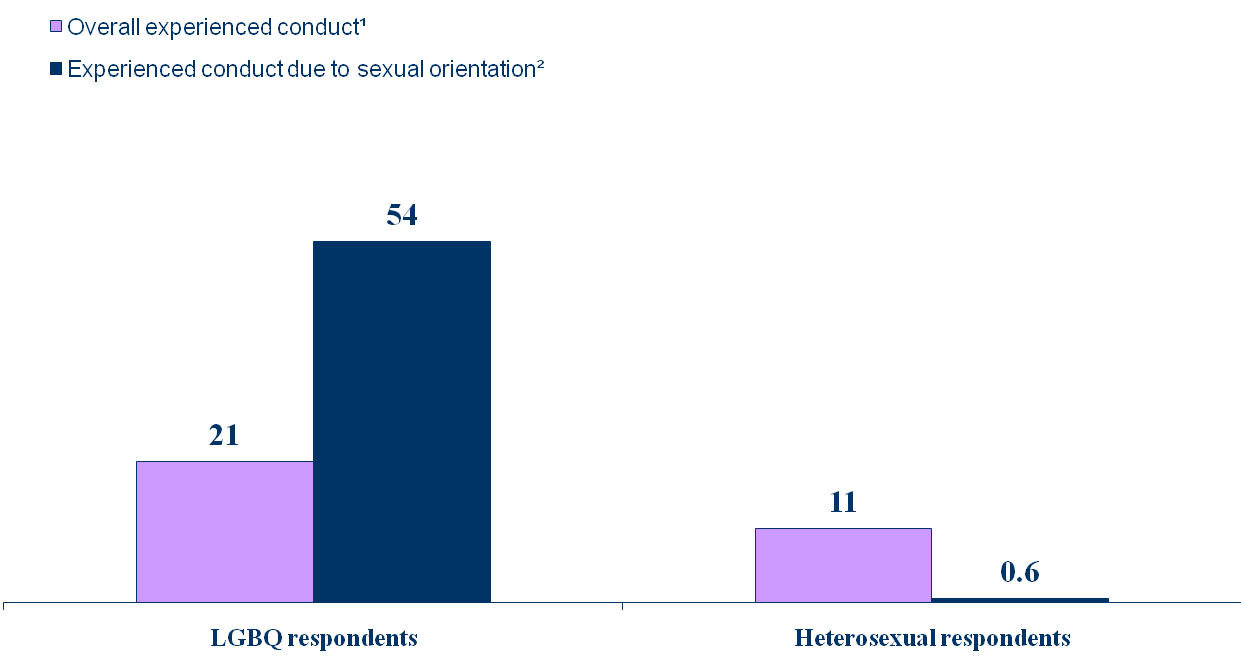 Overall experienced conduct¹
Experienced conduct due to sexual orientation²
54
21
11
0.6
LGBQ respondents
Heterosexual respondents